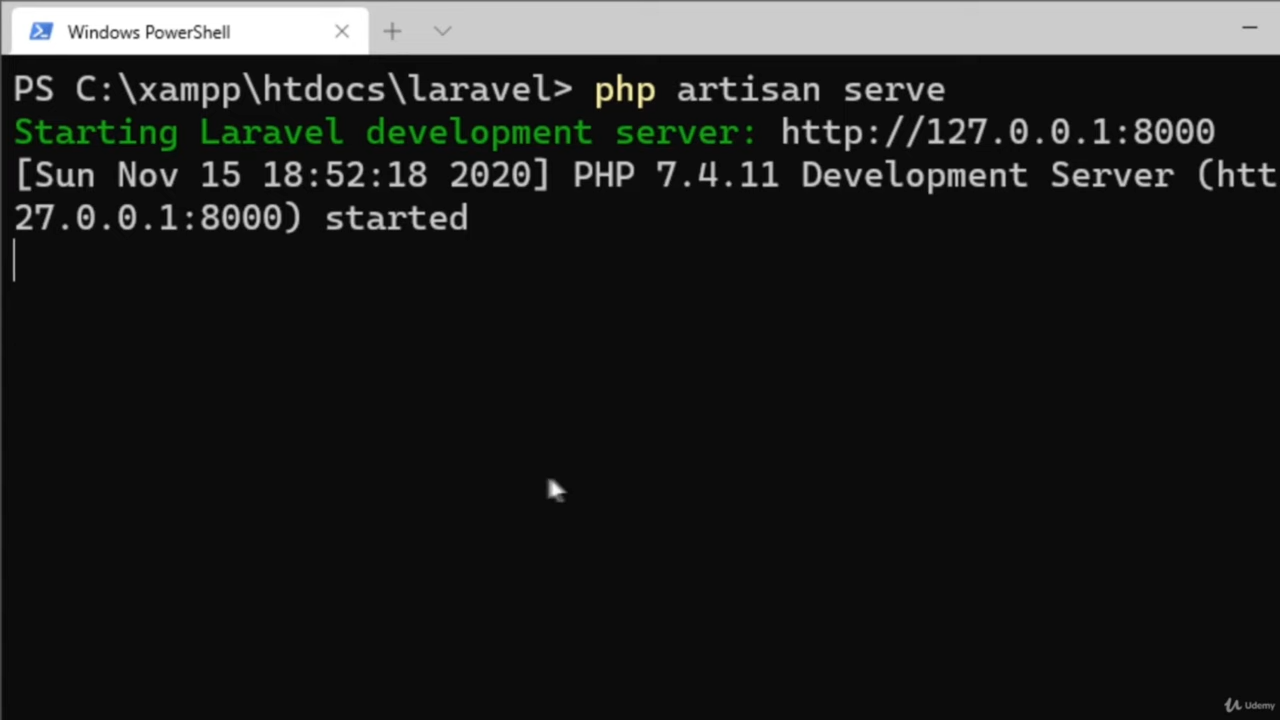 Windows PowerShell
PS C:\xampp\htdocs\laravel> php artisan serve
Starting Laravel development server: http://127.0.0.1:8000
[Sun Nov 15 18:52:18 2020] PHP 7.4.11 Development Server (htt
27.0.0.1:8000) started
Udemy